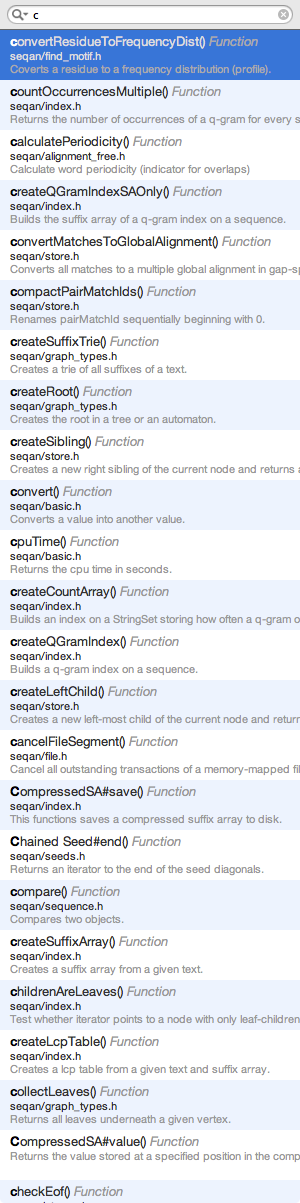 c
convertResidueToFrequencyDist() Function
seqan/find_motif.h
Coverts a residue to a frequency distribution (profile).
countOccurrencesMultiple() Function
seqan/index.h
Returns the number of occurrences of a q-gram for every s
calculatePeriodicity() Function
seqan/alignment_free.h
Calculate word periodicity (indicator for overlaps)
createQGramIndexSAOnly() Function
seqan/index.h
Builds the suffix array of a q-gram index on a sequence.
convertMatchesToGlobalAlignment() Function
seqan/store.h
Converts all matches to a multiple global alignment in gap-sp
compactPairMatchIds() Function
seqan/store.h
Renames pairMatchId sequentially beginning with 0.
createSuffixTrie() Function
seqan/graph_types.h
Creates a trie of all suffixes of a text.
createRoot() Function
seqan/graph_types.h
Creates the root in a tree or an automaton.
createSibling() Function
seqan/store.h
Creates a new right sibling of the current node and returns a
convert() Function
seqan/basic.h
Converts a value into another value.
cpuTime() Function
seqan/basic.h
Returns the cpu time in seconds.
createCountArray() Function
seqan/index.h
Builds an index on a StringSet storing how often a q-gram o
createQGramIndex() Function
seqan/index.h
Builds a q-gram index on a sequence.
createLeftChild() Function
seqan/store.h
Creates a new left-most child of the current node and return
cancelFileSegment() Function
seqan/file.h
Cancel all outstanding transactions of a memory-mapped fil
CompressedSA#save() Function
seqan/index.h
This functions saves a compressed suffix array to disk.
Chained Seed#end() Function
seqan/seeds.h
Returns an iterator to the end of the seed diagonals.
compare() Function
seqan/sequence.h
Compares two objects.
createSuffixArray() Function
seqan/index.h
Creates a suffix array from a given text.
childrenAreLeaves() Function
seqan/index.h
Test whether iterator points to a node with only leaf-children
createLcpTable() Function
seqan/index.h
Creates a lcp table from a given text and suffix array.
collectLeaves() Function
seqan/graph_types.h
Returns all leaves underneath a given vertex.
CompressedSA#value() Function
Returns the value stored at a specified position in the comp
checkEof() Function
seqan/file.h